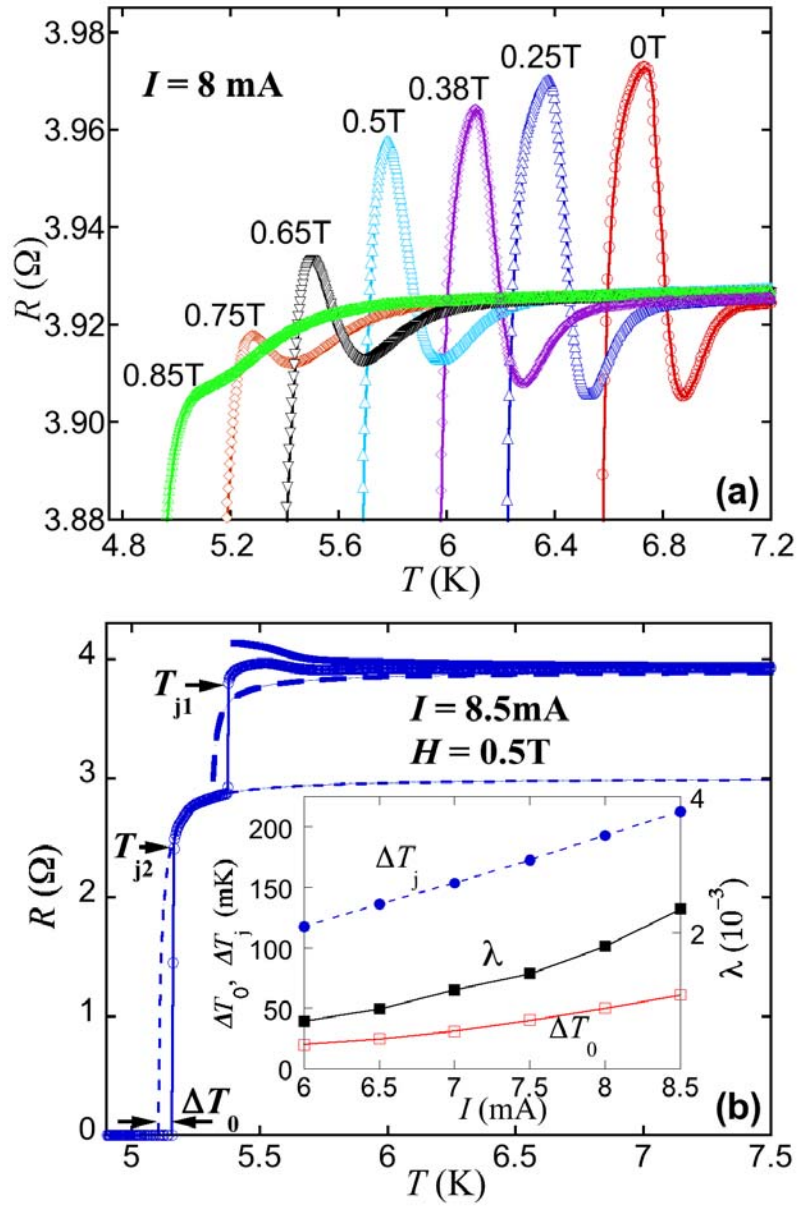 3.98
3.96
3.94
3.92
3.90
3.88
R (Ω)
I = 8 mA
0T
0.25T
0.38T
0.5T
0.65T
0.75T
0.85T
(a)
4.8 5.2 5.6 6 6.4 6.8 7.2
T (K)
4
3
2
1
0
R (Ω)
Tj1
I = 8.5mA
H = 0.5T
Tj2
200
150
100
50
0
ΔT0, ΔTj (mK)
ΔTj
λ
ΔT0
4
2
λ (10⁻³)
6 6.5 7 7.5 8 8.5
I (mA)
ΔT0
(b)
5 5.5 6 6.5 7 7.5
T (K)